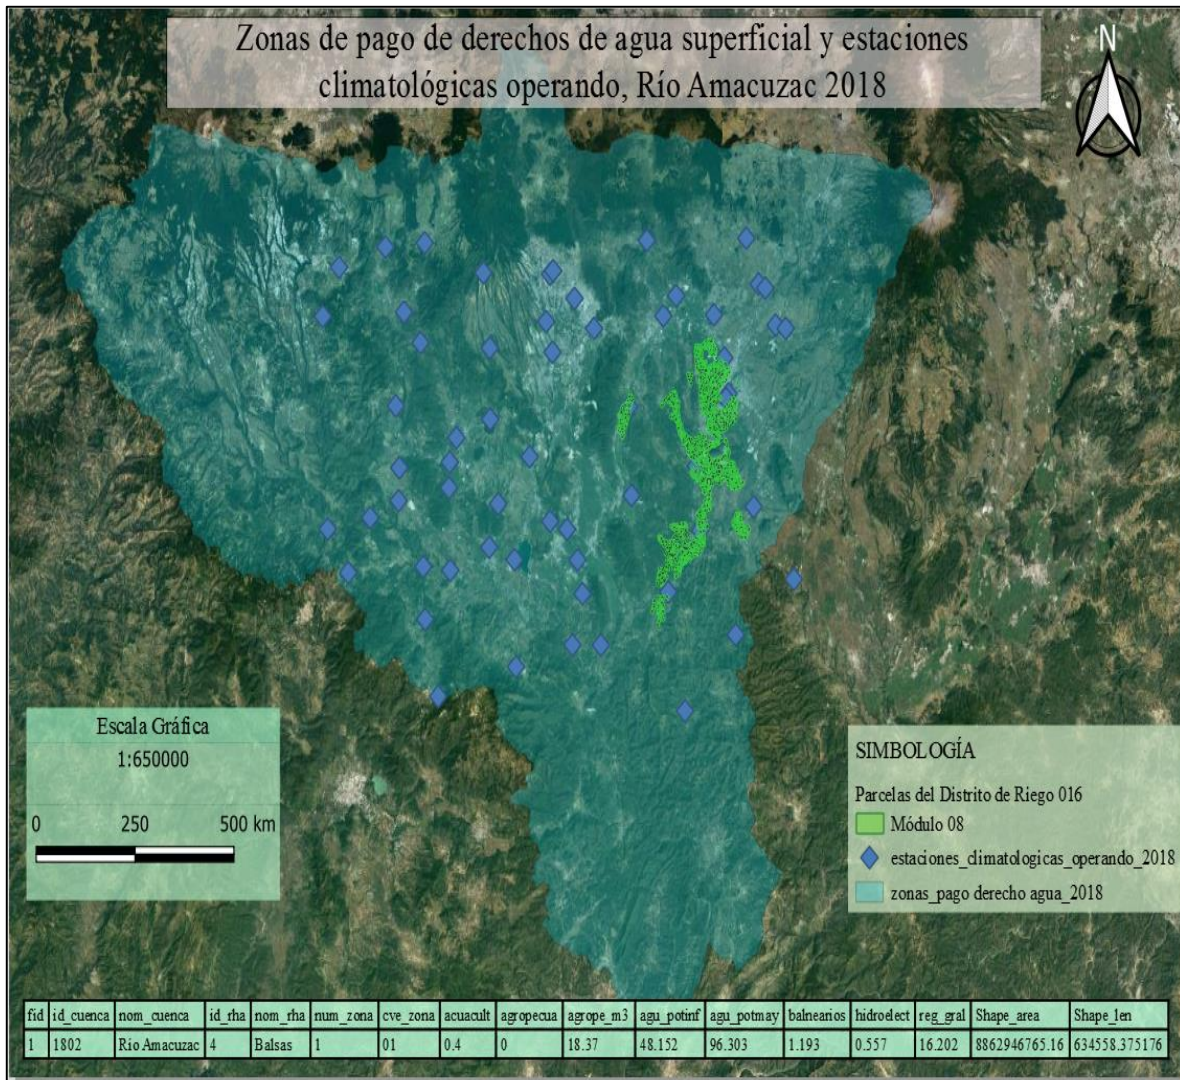 Zonas de pago de derechos de agua superficial y estaciones
climatológicas operando, Río Amacuzac 2018
N
Escala Gráfica
1:650000
0 250 500 km
SIMBOLOGÍA
Parcelas del Distrito de Riego 016
Módulo 08
estaciones_climatologicas_operando_2018
zonas_pago derecho agua_2018
fid id_cuenca nom_cuenca id_rha nom_rha num_zona cve_zona acuacult agropecua agrope_m3 agu_potinf agu_potmay balnearios hidroelect reg_gral Shape_area Shape_len
1 1802 Río Amacuzac 4 Balsas 1 01 0.4 0 18.37 48.152 96.303 1.193 0.557 16.202 8862946765.16 634558.375176